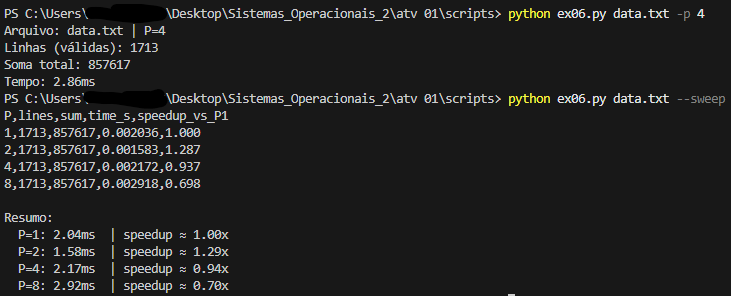 PS C:\Users\ \Desktop\Sistemas_Operacionais_2\atv 01\scripts> python ex06.py data.txt -p 4
Arquivo: data.txt | P=4
Linhas (válidas): 1713
Soma total: 857617
Tempo: 2.86ms
PS C:\Users\ \Desktop\Sistemas_Operacionais_2\atv 01\scripts> python ex06.py data.txt --sweep
P,lines,sum,time_s,speedup_vs_P1
1,1713,857617,0.002036,1.000
2,1713,857617,0.001583,1.287
4,1713,857617,0.002172,0.937
8,1713,857617,0.002918,0.698
Resumo:
P=1: 2.04ms | speedup ≈ 1.00x
P=2: 1.58ms | speedup ≈ 1.29x
P=4: 2.17ms | speedup ≈ 0.94x
P=8: 2.92ms | speedup ≈ 0.70x